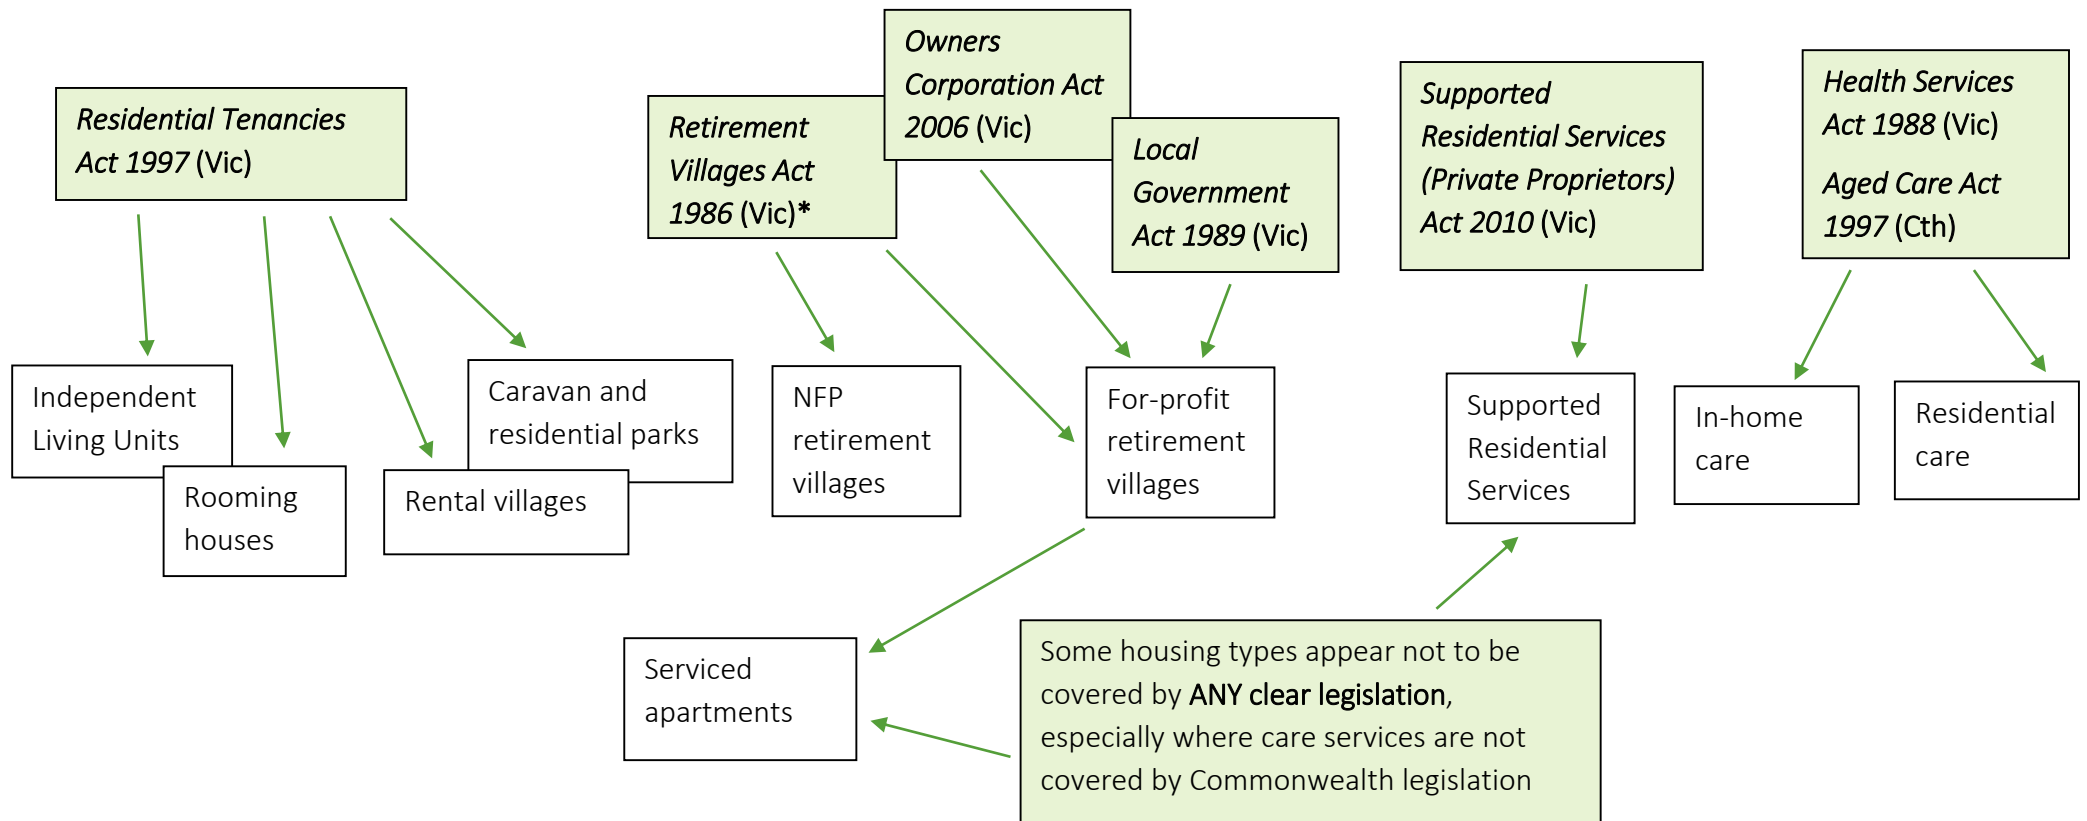 Residential Tenancies
Act 1997 (Vic)
Retirement
Villages Act
1986 (Vic)*
Owners
Corporation Act
2006 (Vic)
Local
Government
Act 1989 (Vic)
Supported
Residential Services
(Private Proprietors)
Act 2010 (Vic)
Health Services
Act 1988 (Vic)
Aged Care Act
1997 (Cth)
Independent
Living Units
Rooming
houses
Rental villages
Caravan and
residential parks
NFP
retirement
villages
For-profit
retirement
villages
Supported
Residential
Services
In-home
care
Residential
care
Serviced
apartments
Some housing types appear not to be
covered by ANY clear legislation,
especially where care services are not
covered by Commonwealth legislation